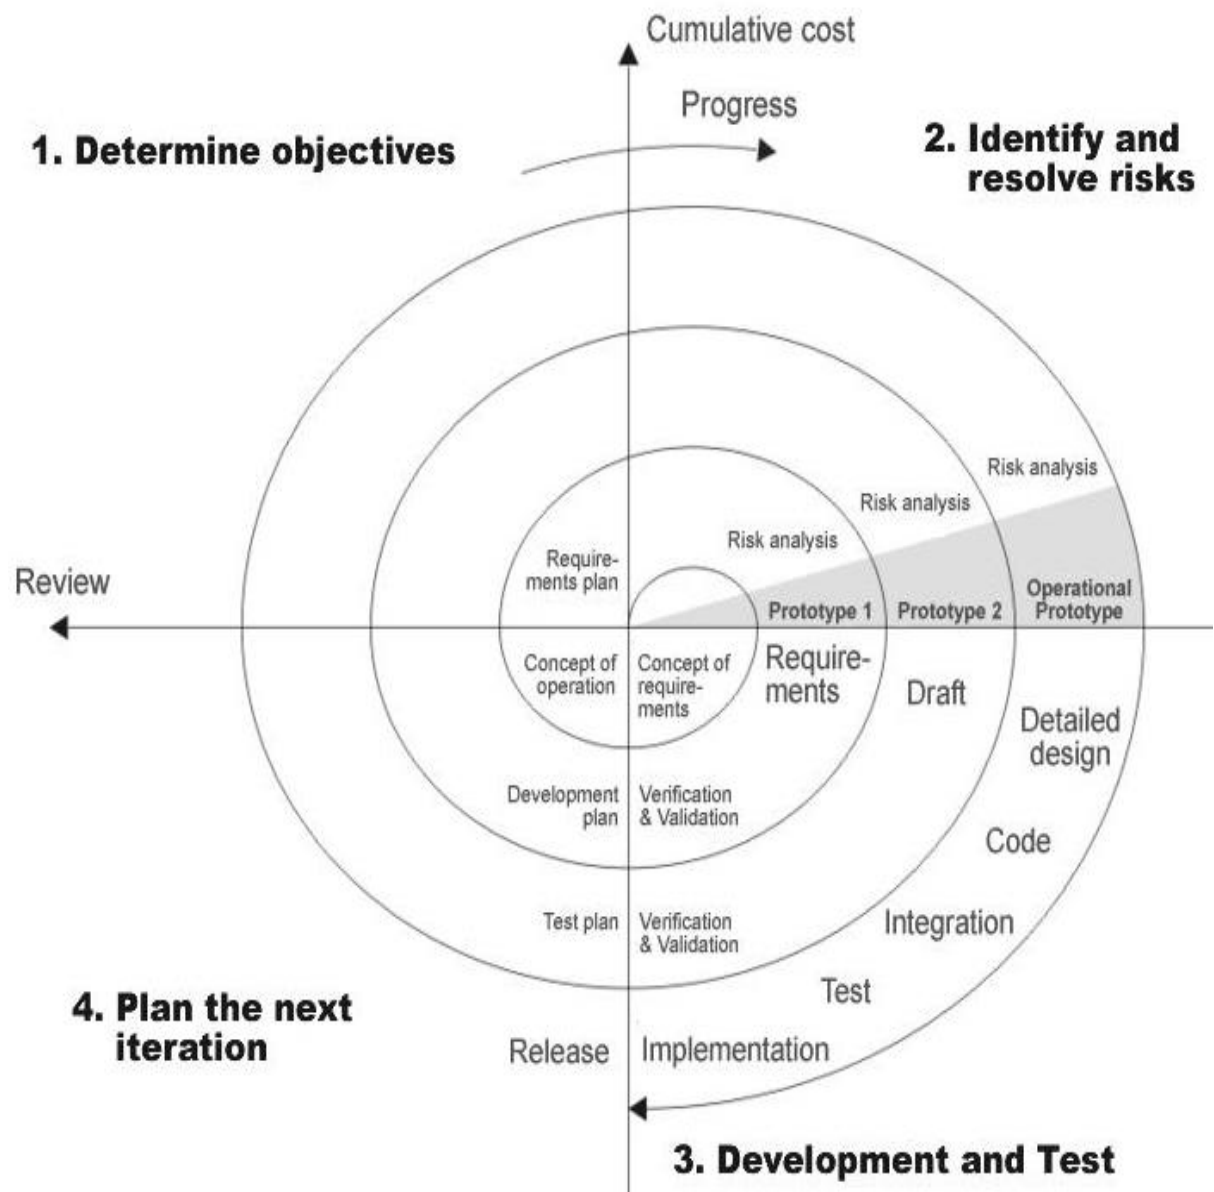 Cumulative cost
Progress
1. Determine objectives
2. Identify and
resolve risks
Risk analysis
Risk analysis
Risk analysis
Require-
ments plan
Review
Operational
Prototype
Prototype 1
Prototype 2
Concept of
operation
Concept of
require-
ments
Require-
ments
Draft
Detailed
design
Development
plan
Verification
& Validation
Code
Test plan
Verification
& Validation
Integration
Test
4. Plan the next
iteration
Release
Implementation
3. Development and Test